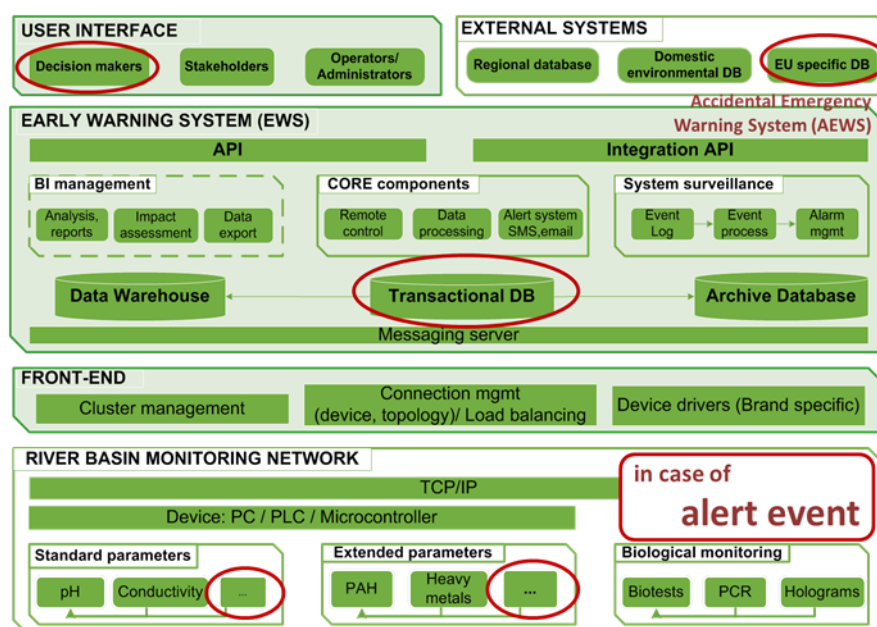 USER INTERFACE
Decision makers
Stakeholders
Operators/
Administrators
EXTERNAL SYSTEMS
Regional database
Domestic
environmental DB
EU specific DB
Accidental Emergency
Warning System (AEWS)
EARLY WARNING SYSTEM (EWS)
API
Integration API
BI management
Analysis,
reports
Impact
assessment
Data
export
CORE components
Remote
control
Data
processing
Alert system
SMS,email
System surveillance
Event
Log
Event
process
Alarm
mgmt
Data Warehouse
Transactional DB
Archive Database
Messaging server
FRONT-END
Cluster management
Connection mgmt
(device, topology)/ Load balancing
Device drivers (Brand specific)
RIVER BASIN MONITORING NETWORK
TCP/IP
Device: PC / PLC / Microcontroller
in case of
alert event
Standard parameters
pH
Conductivity
...
Extended parameters
PAH
Heavy
metals
...
Biological monitoring
Biotests
PCR
Holograms